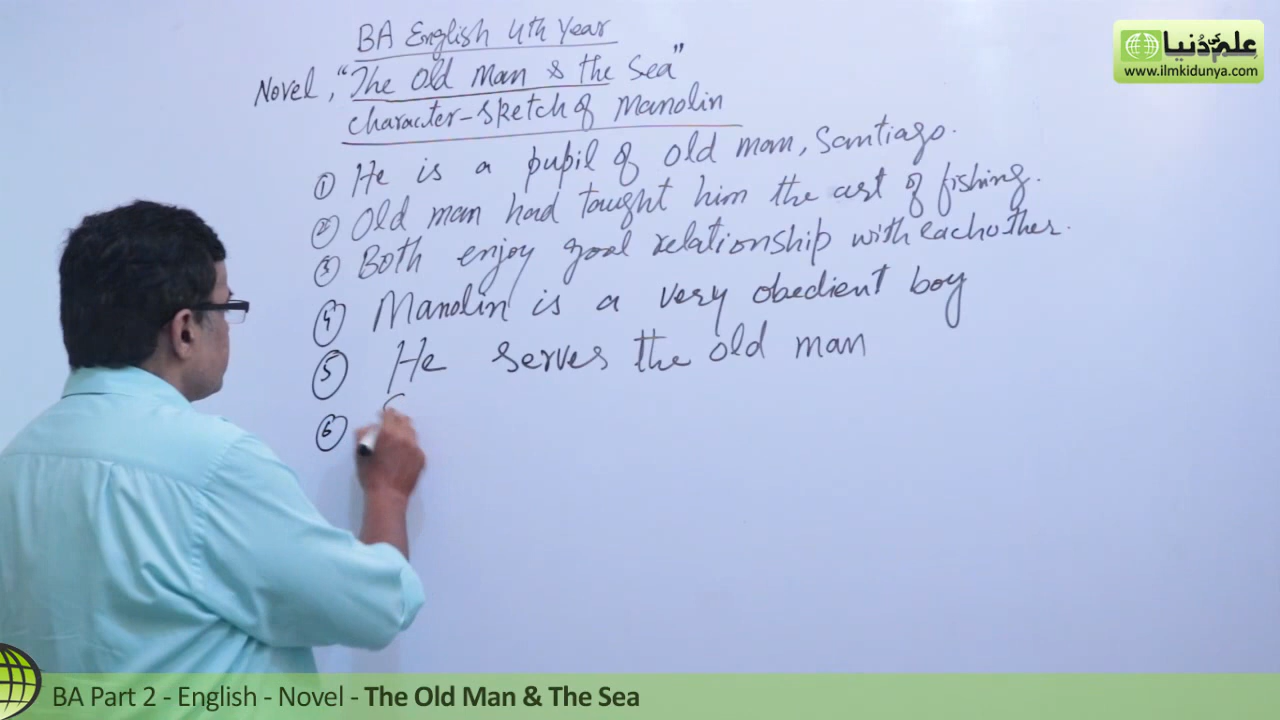 BA English 4th Year
Novel, "The Old Man & the Sea"
character-sketch of Manolin
① He is a pupil of old man, Santiago.
② Old man had taught him the art of fishing.
③ Both enjoy good relationship with eachother.
④ Manolin is a very obedient boy
⑤ He serves the old man
⑥
علم کی دُنیا
www.ilmkidunya.com
BA Part 2 - English - Novel - The Old Man & The Sea